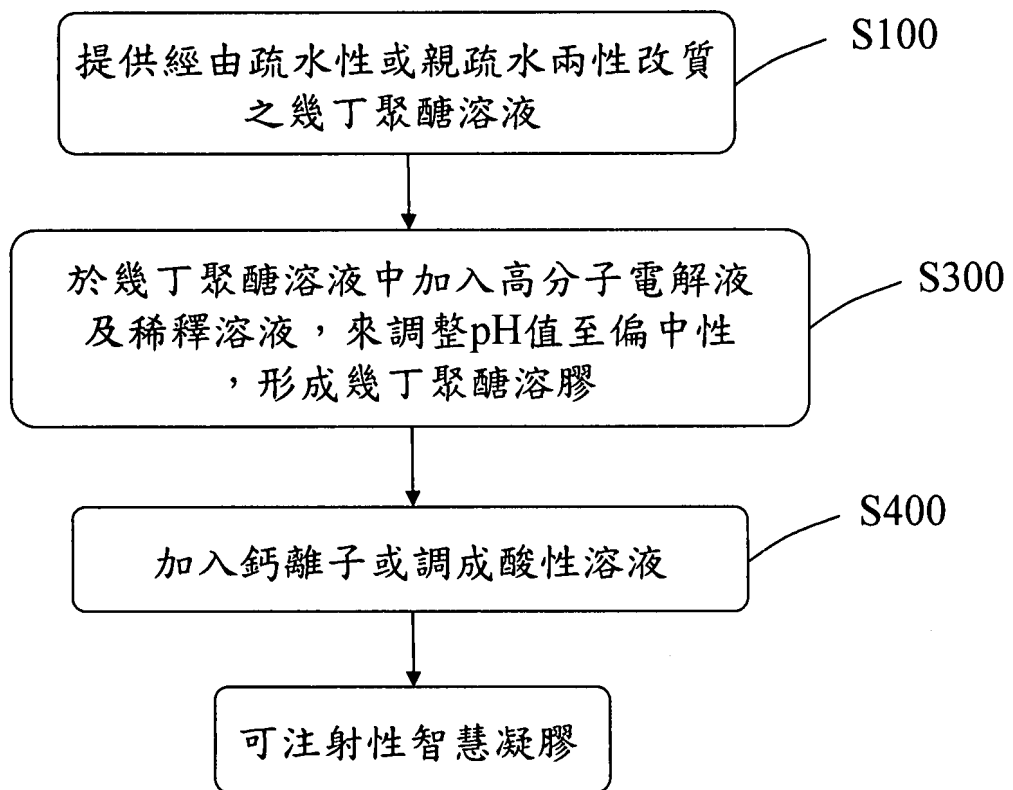 提供經由疏水性或親疏水兩性改質
之幾丁聚醣溶液
S100
於幾丁聚醣溶液中加入高分子電解液
及稀釋溶液，來調整pH值至偏中性
，形成幾丁聚醣溶膠
S300
加入鈣離子或調成酸性溶液
S400
可注射性智慧凝膠